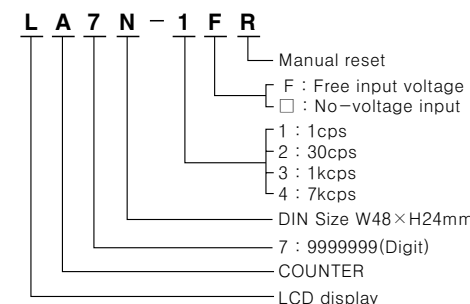 L A 7 N - 1 F R
Manual reset
F : Free input voltage
□ : No-voltage input
1 : 1cps
2 : 30cps
3 : 1kcps
4 : 7kcps
DIN Size W48×H24mm
7 : 9999999(Digit)
COUNTER
LCD display